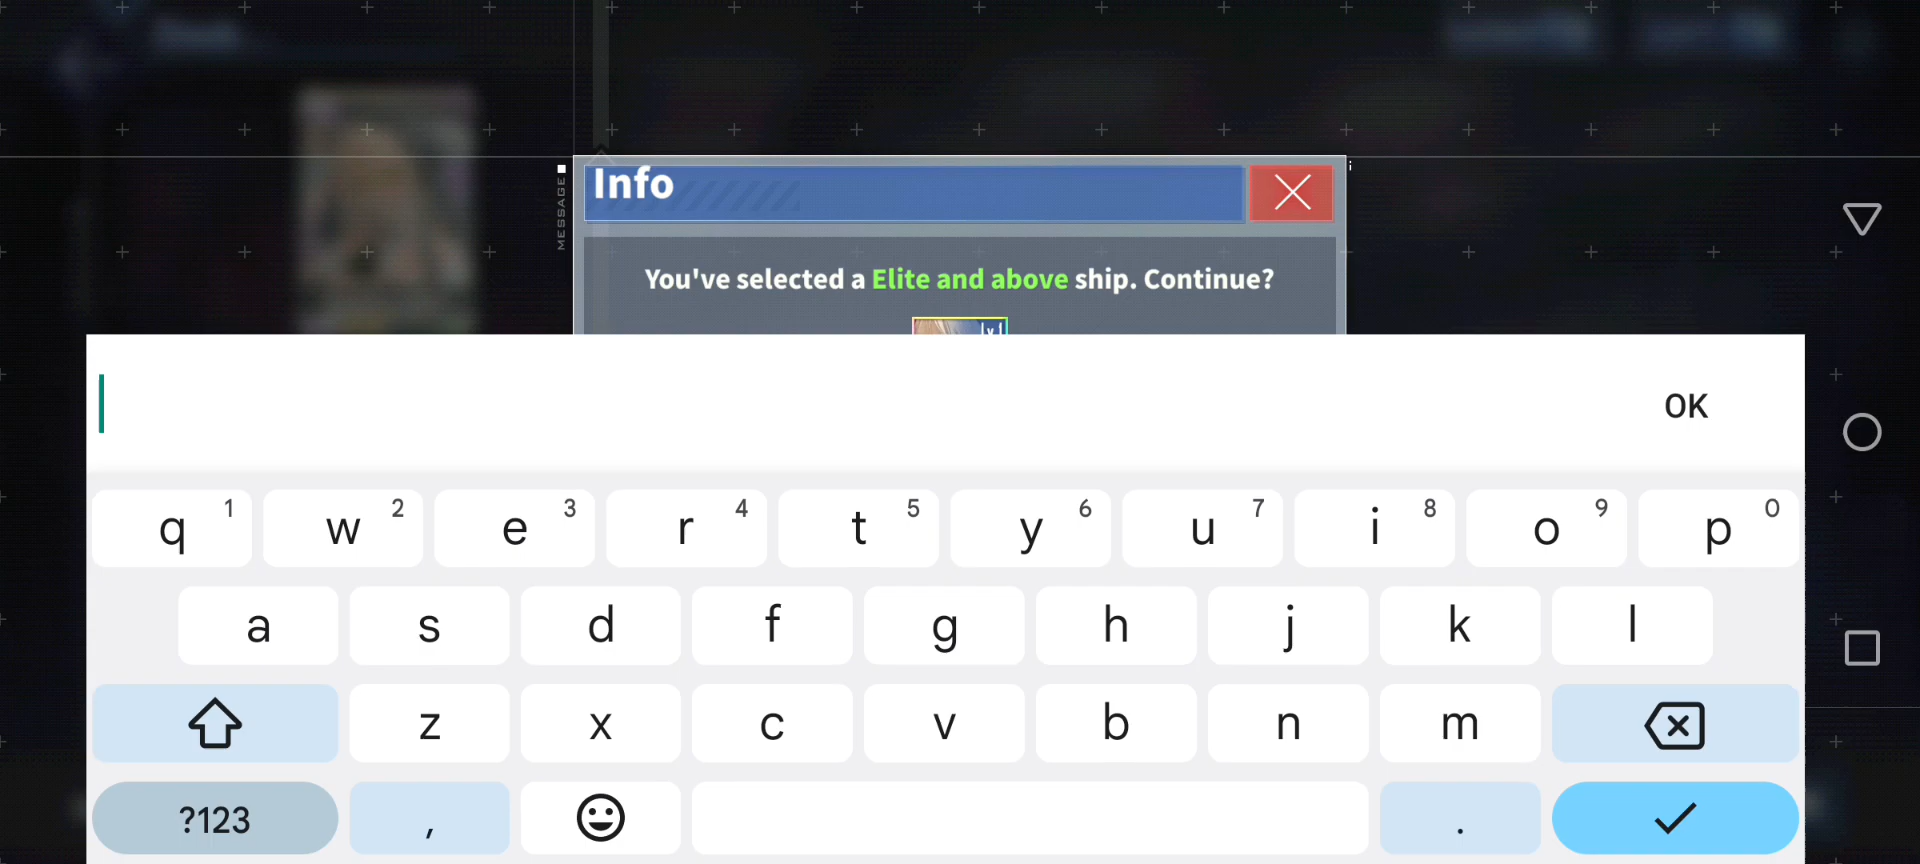 Info
MESSAGE
You've selected a Elite and above ship. Continue?
Lv.1
OK
q 1 w 2 e 3 r 4 t 5 y 6 u 7 i 8 o 9 p 0
a s d f g h j k l
z x c v b n m
?123 , .